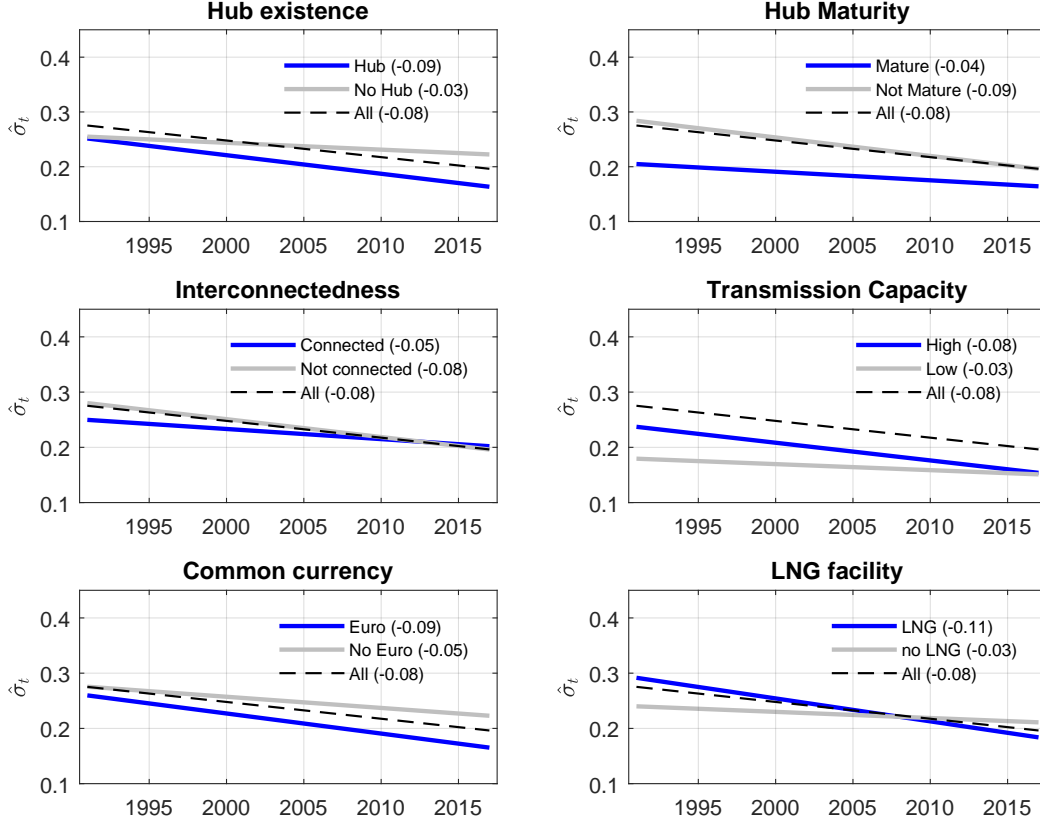 Hub existence
0.4
0.3
0.2
0.1
σ̂t
Hub (-0.09)
No Hub (-0.03)
All (-0.08)
1995 2000 2005 2010 2015
Hub Maturity
0.4
0.3
0.2
0.1
σ̂t
Mature (-0.04)
Not Mature (-0.09)
All (-0.08)
1995 2000 2005 2010 2015
Interconnectedness
0.4
0.3
0.2
0.1
σ̂t
Connected (-0.05)
Not connected (-0.08)
All (-0.08)
1995 2000 2005 2010 2015
Transmission Capacity
0.4
0.3
0.2
0.1
σ̂t
High (-0.08)
Low (-0.03)
All (-0.08)
1995 2000 2005 2010 2015
Common currency
0.4
0.3
0.2
0.1
σ̂t
Euro (-0.09)
No Euro (-0.05)
All (-0.08)
1995 2000 2005 2010 2015
LNG facility
0.4
0.3
0.2
0.1
σ̂t
LNG (-0.11)
no LNG (-0.03)
All (-0.08)
1995 2000 2005 2010 2015